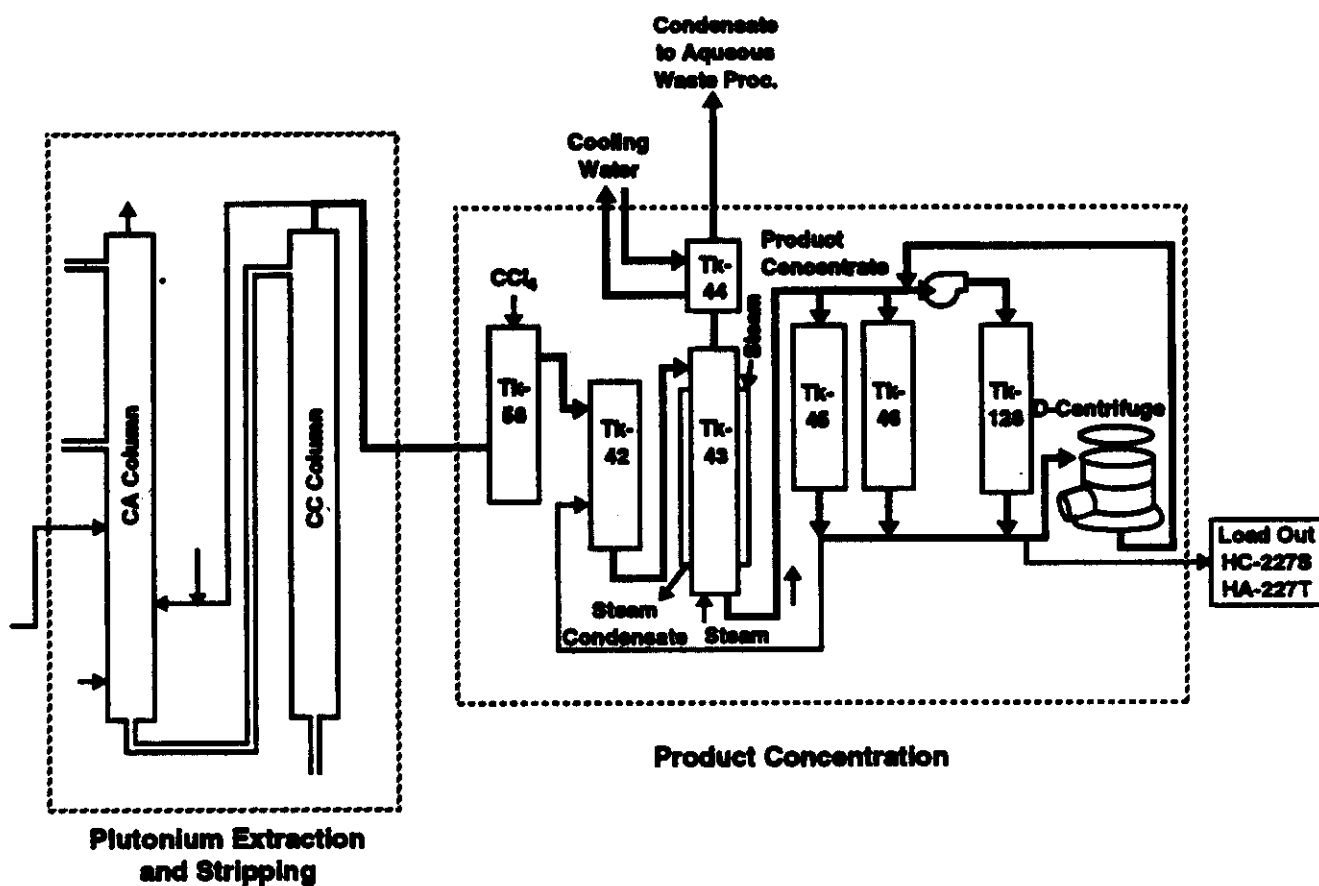 Condensate
to Aqueous
Waste Proc.
Cooling
Water
CCl₄
Tk-
44
Product
Concentrate
Steam
CA Column
CC Column
Tk-
56
Tk-
42
Tk-
43
Tk-
45
Tk-
46
Tk-
128
D-Centrifuge
Steam
Condensate
Steam
Load Out
HC-227S
HA-227T
Product Concentration
Plutonium Extraction
and Stripping